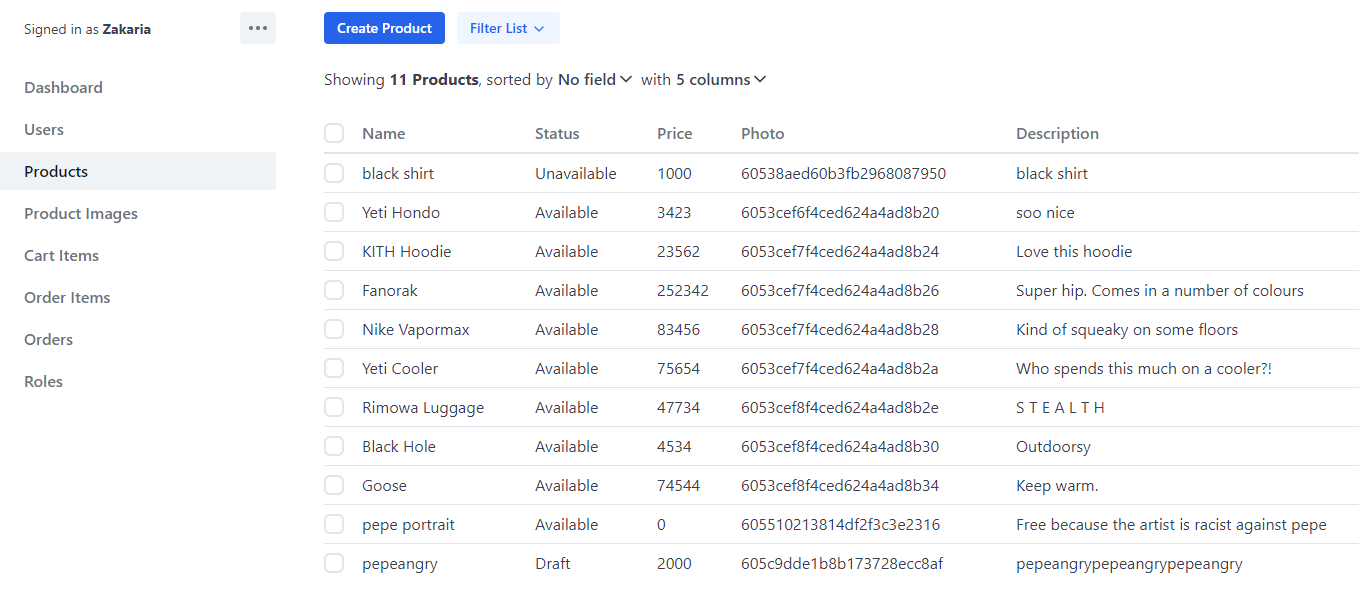 Signed in as Zakaria
Dashboard
Users
Products
Product Images
Cart Items
Order Items
Orders
Roles
Create Product Filter List
Showing 11 Products, sorted by No field with 5 columns
Name Status Price Photo Description
black shirt Unavailable 1000 60538aed60b3fb2968087950 black shirt
Yeti Hondo Available 3423 6053cef6f4ced624a4ad8b20 soo nice
KITH Hoodie Available 23562 6053cef7f4ced624a4ad8b24 Love this hoodie
Fanorak Available 252342 6053cef7f4ced624a4ad8b26 Super hip. Comes in a number of colours
Nike Vapormax Available 83456 6053cef7f4ced624a4ad8b28 Kind of squeaky on some floors
Yeti Cooler Available 75654 6053cef7f4ced624a4ad8b2a Who spends this much on a cooler?!
Rimowa Luggage Available 47734 6053cef8f4ced624a4ad8b2e S T E A L T H
Black Hole Available 4534 6053cef8f4ced624a4ad8b30 Outdoorsy
Goose Available 74544 6053cef8f4ced624a4ad8b34 Keep warm.
pepe portrait Available 0 605510213814df2f3c3e2316 Free because the artist is racist against pepe
pepeangry Draft 2000 605c9dde1b8b173728ecc8af pepeangrypepeangrypepeangry